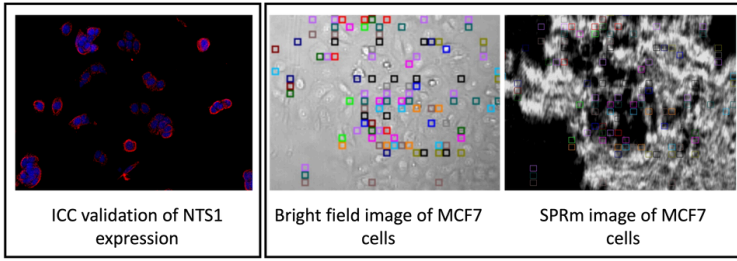 ICC validation of NTS1
expression
Bright field image of MCF7
cells
SPRm image of MCF7
cells